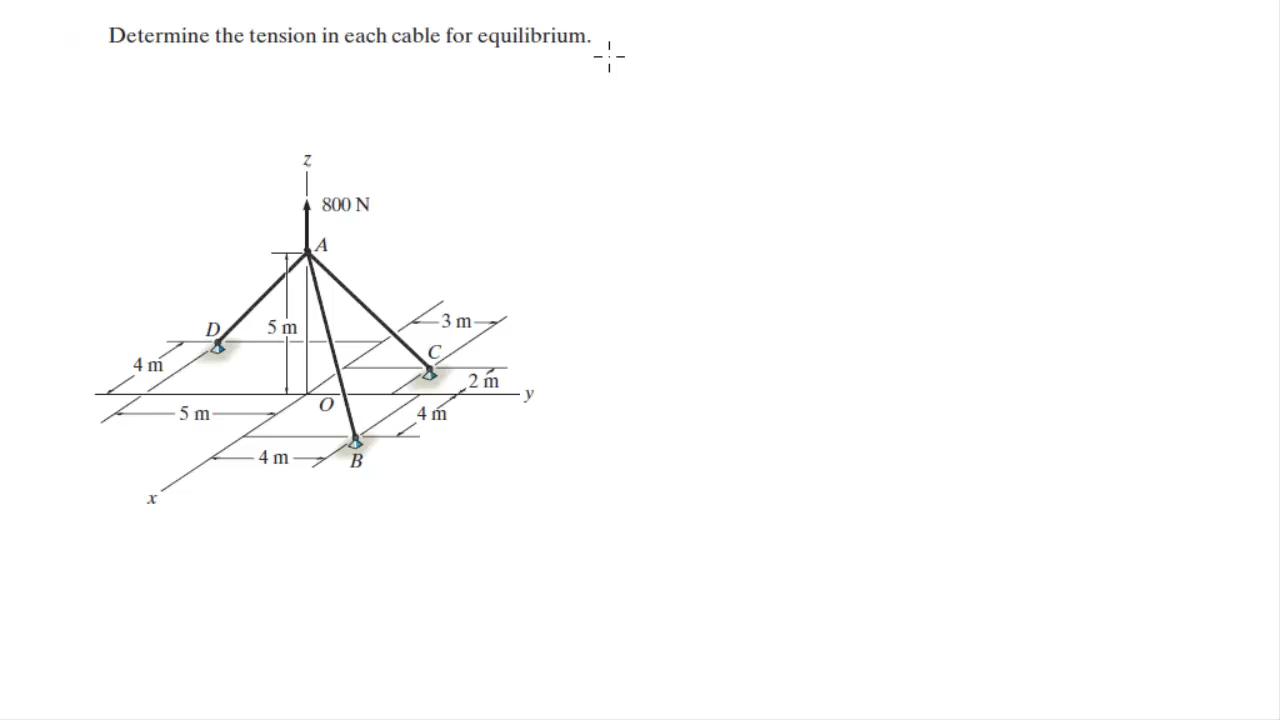 Determine the tension in each cable for equilibrium.
z
800 N
A
3 m
D
5 m
C
4 m
2 m
y
O
5 m
4 m
4 m
B
x